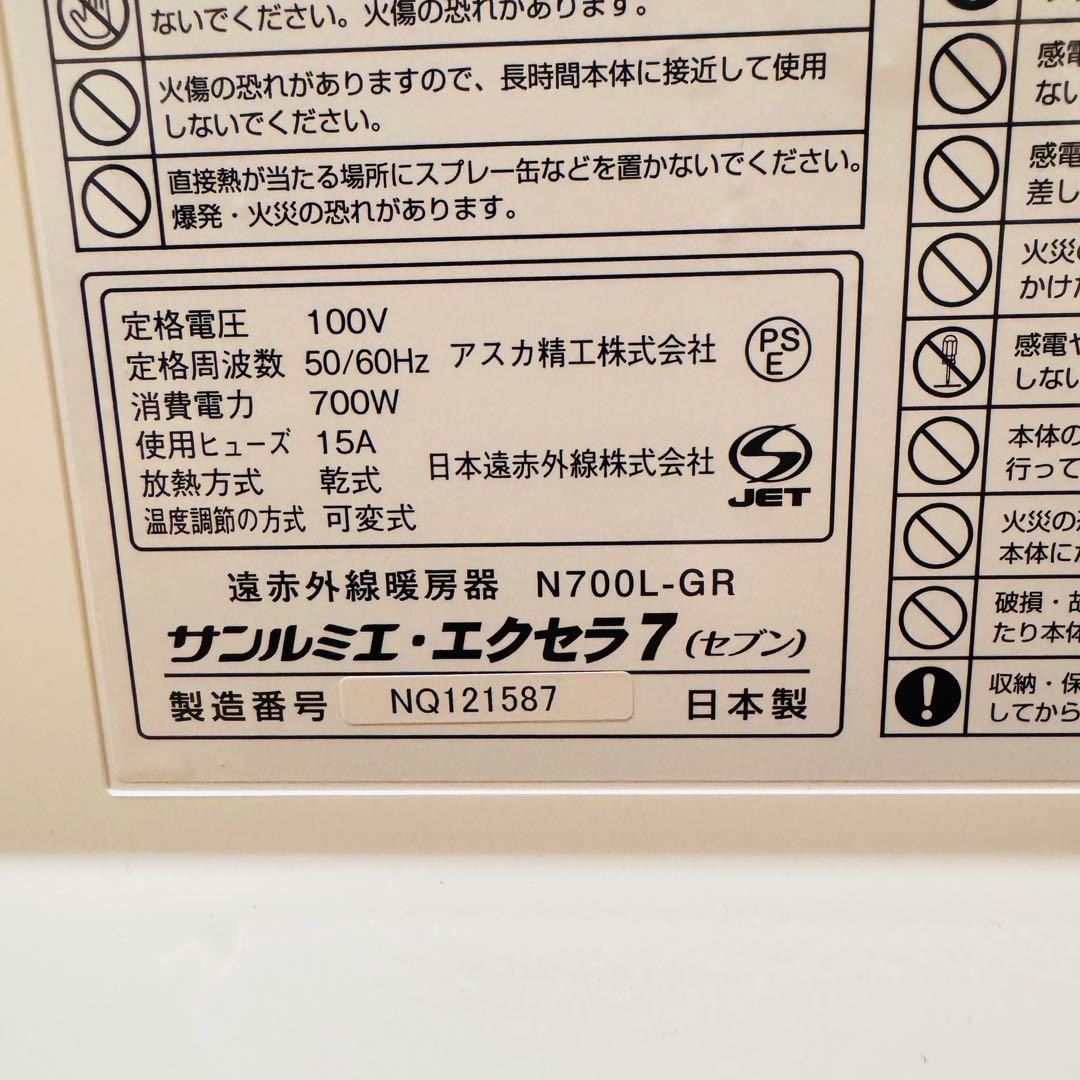 ないでください。火傷の恐れがあります。
火傷の恐れがありますので、長時間本体に接近して使用
しないでください。
直接熱が当たる場所にスプレー缶などを置かないでください。
爆発・火災の恐れがあります。
定格電圧 100V
定格周波数 50/60Hz
消費電力 700W
使用ヒューズ 15A
放熱方式 乾式
温度調節の方式 可変式
アスカ精工株式会社
PSE
日本遠赤外線株式会社
JET
遠赤外線暖房器 N700L-GR
サンルミエ・エクセラ7(セブン)
製造番号 NQ121587 日本製
感電
ない
感電
差し
火災の
かけた
感電や
しない
本体の
行って
火災の
本体に
破損・故
たり本体
収納・保
してから